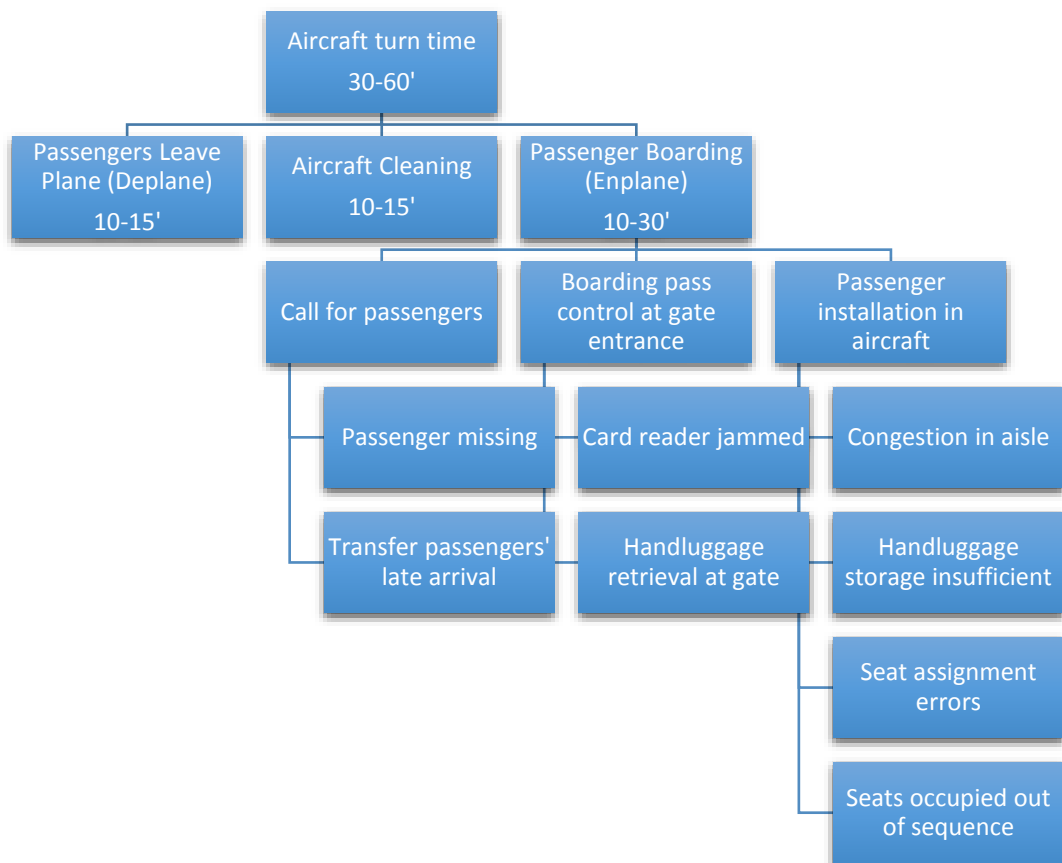 Aircraft turn time
30-60'
Passengers Leave
Plane (Deplane)
10-15'
Aircraft Cleaning
10-15'
Passenger Boarding
(Enplane)
10-30'
Call for passengers
Boarding pass
control at gate
entrance
Passenger
installation in
aircraft
Passenger missing
Card reader jammed
Congestion in aisle
Transfer passengers'
late arrival
Handluggage
retrieval at gate
Handluggage
storage insufficient
Seat assignment
errors
Seats occupied out
of sequence